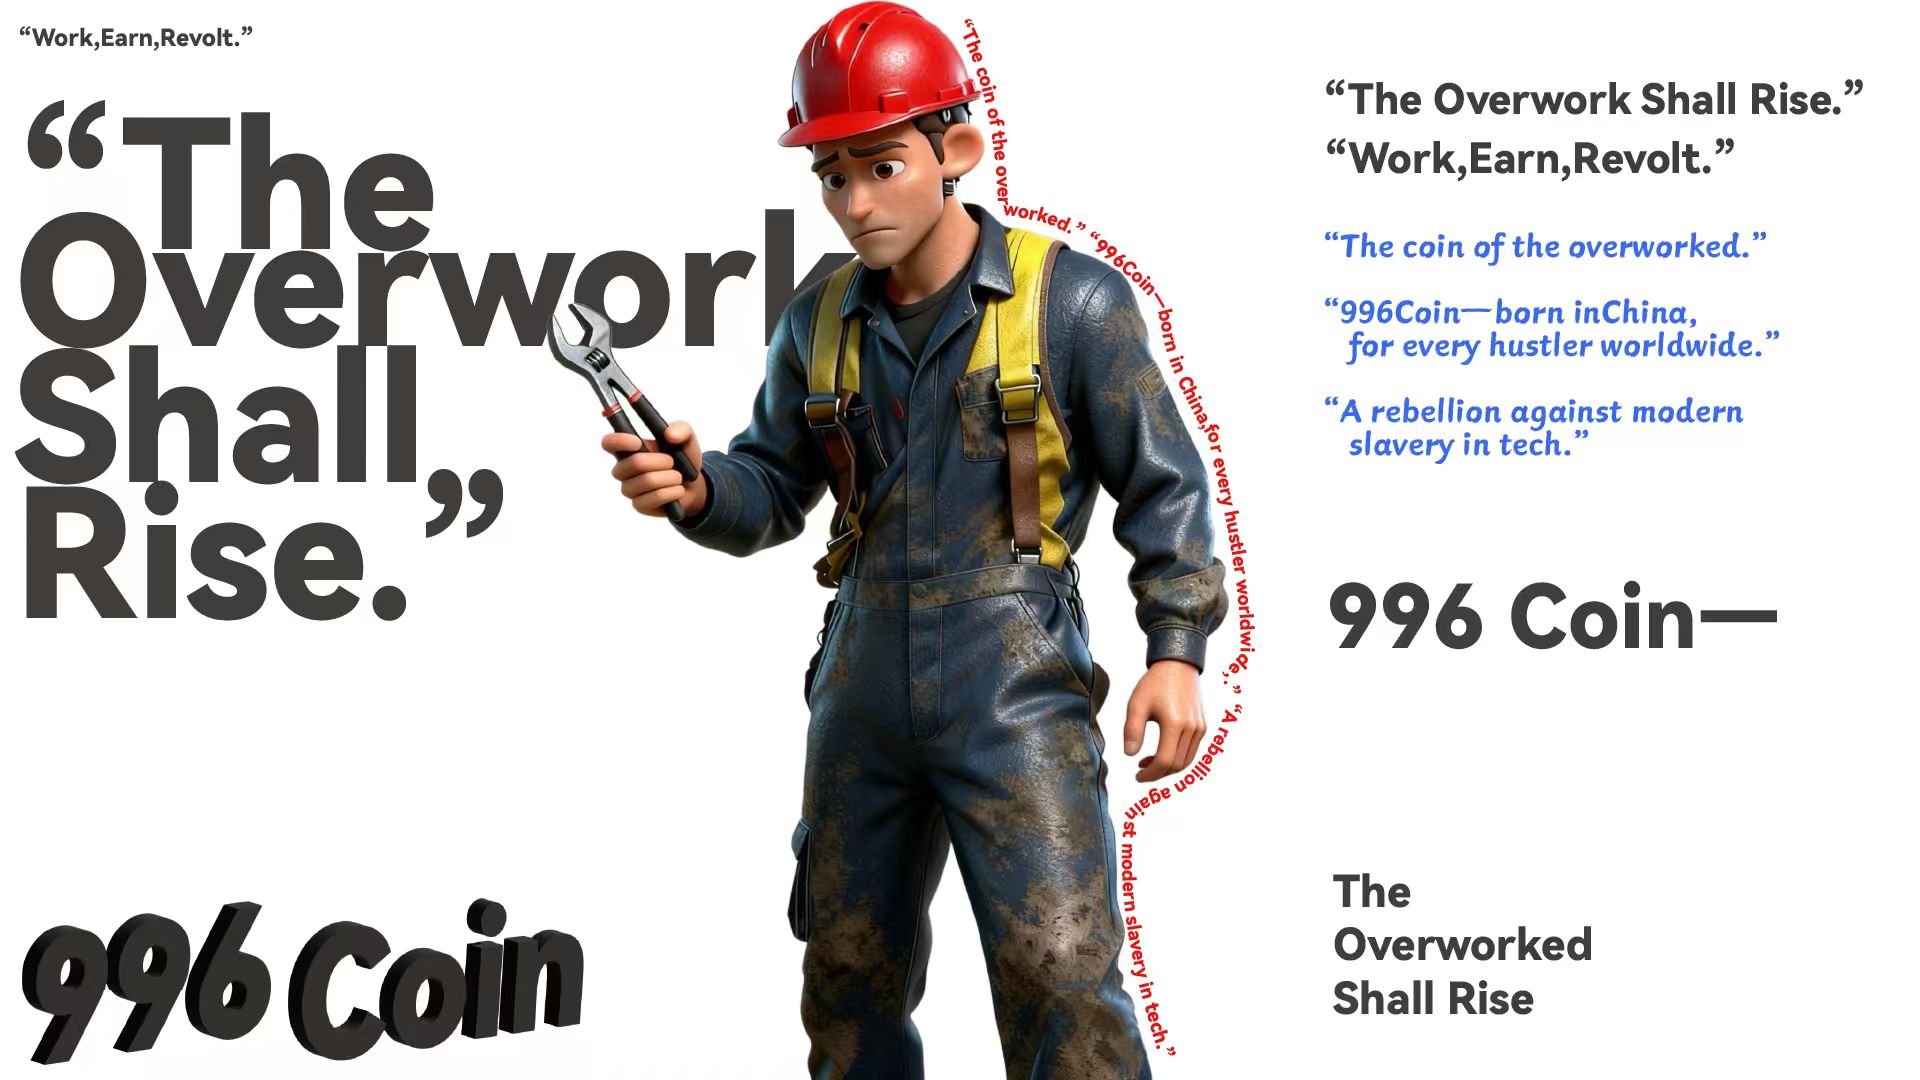 “Work,Earn,Revolt.”
“The
Overwork
Shall
Rise.”
996 Coin
“The coin of the overworked.” “996Coin—born in China,for every hustler worldwide,.” “A rebellion against modern slavery in tech.”
“The Overwork Shall Rise.”
“Work,Earn,Revolt.”
“The coin of the overworked.”
“996Coin—born inChina,
for every hustler worldwide.”
“A rebellion against modern
slavery in tech.”
996 Coin—
The
Overworked
Shall Rise